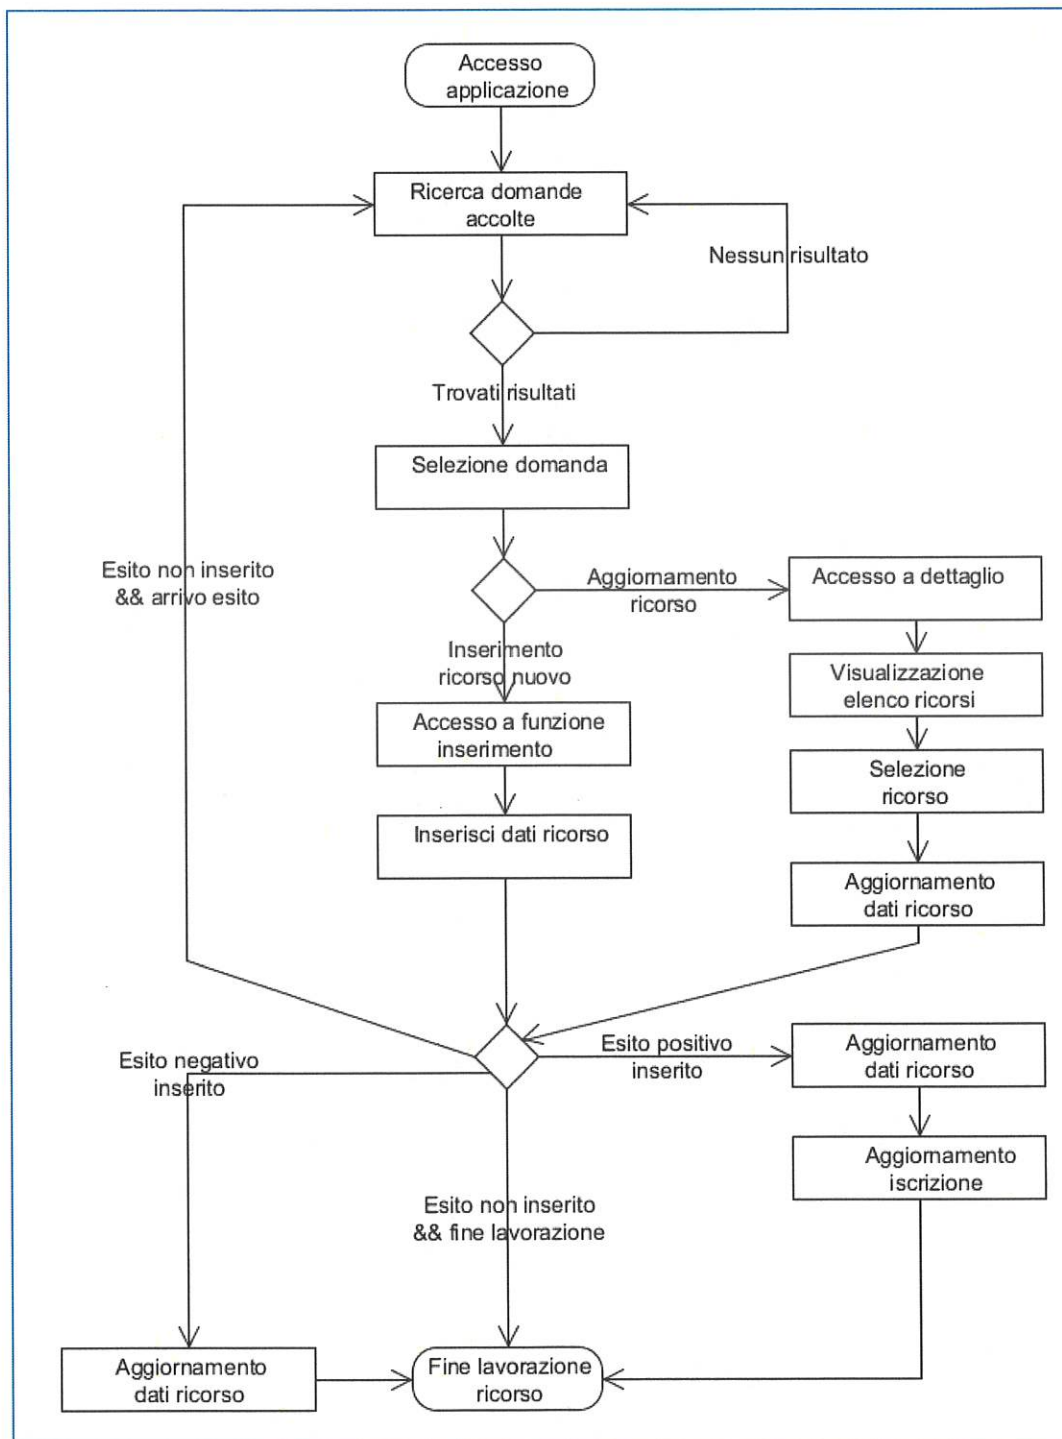 Accesso
applicazione
Ricerca domande
accolte
Nessun risultato
Trovati risultati
Selezione domanda
Esito non inserito
&& arrivo esito
Aggiornamento
ricorso
Accesso a dettaglio
Inserimento
ricorso nuovo
Visualizzazione
elenco ricorsi
Accesso a funzione
inserimento
Selezione
ricorso
Inserisci dati ricorso
Aggiornamento
dati ricorso
Esito negativo
inserito
Esito positivo
inserito
Aggiornamento
dati ricorso
Aggiornamento
iscrizione
Esito non inserito
&& fine lavorazione
Aggiornamento
dati ricorso
Fine lavorazione
ricorso